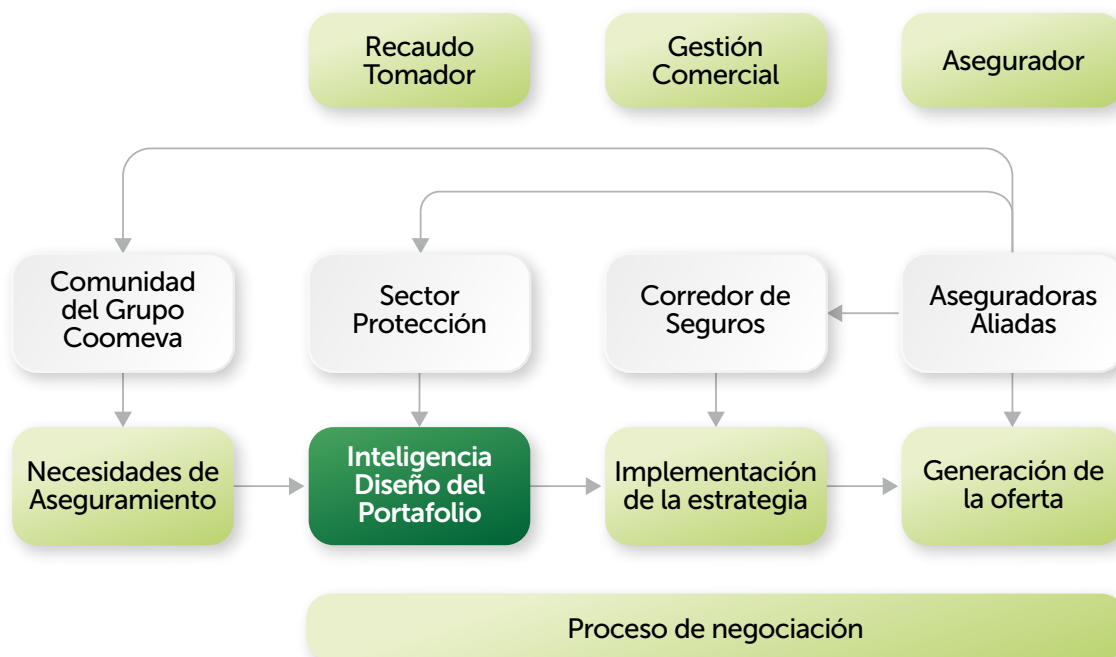 Recaudo
Tomador
Gestión
Comercial
Asegurador
Comunidad
del Grupo
Coomeva
Sector
Protección
Corredor de
Seguros
Aseguradoras
Aliadas
Necesidades de
Aseguramiento
Inteligencia
Diseño del
Portafolio
Implementación
de la estrategia
Generación de
la oferta
Proceso de negociación